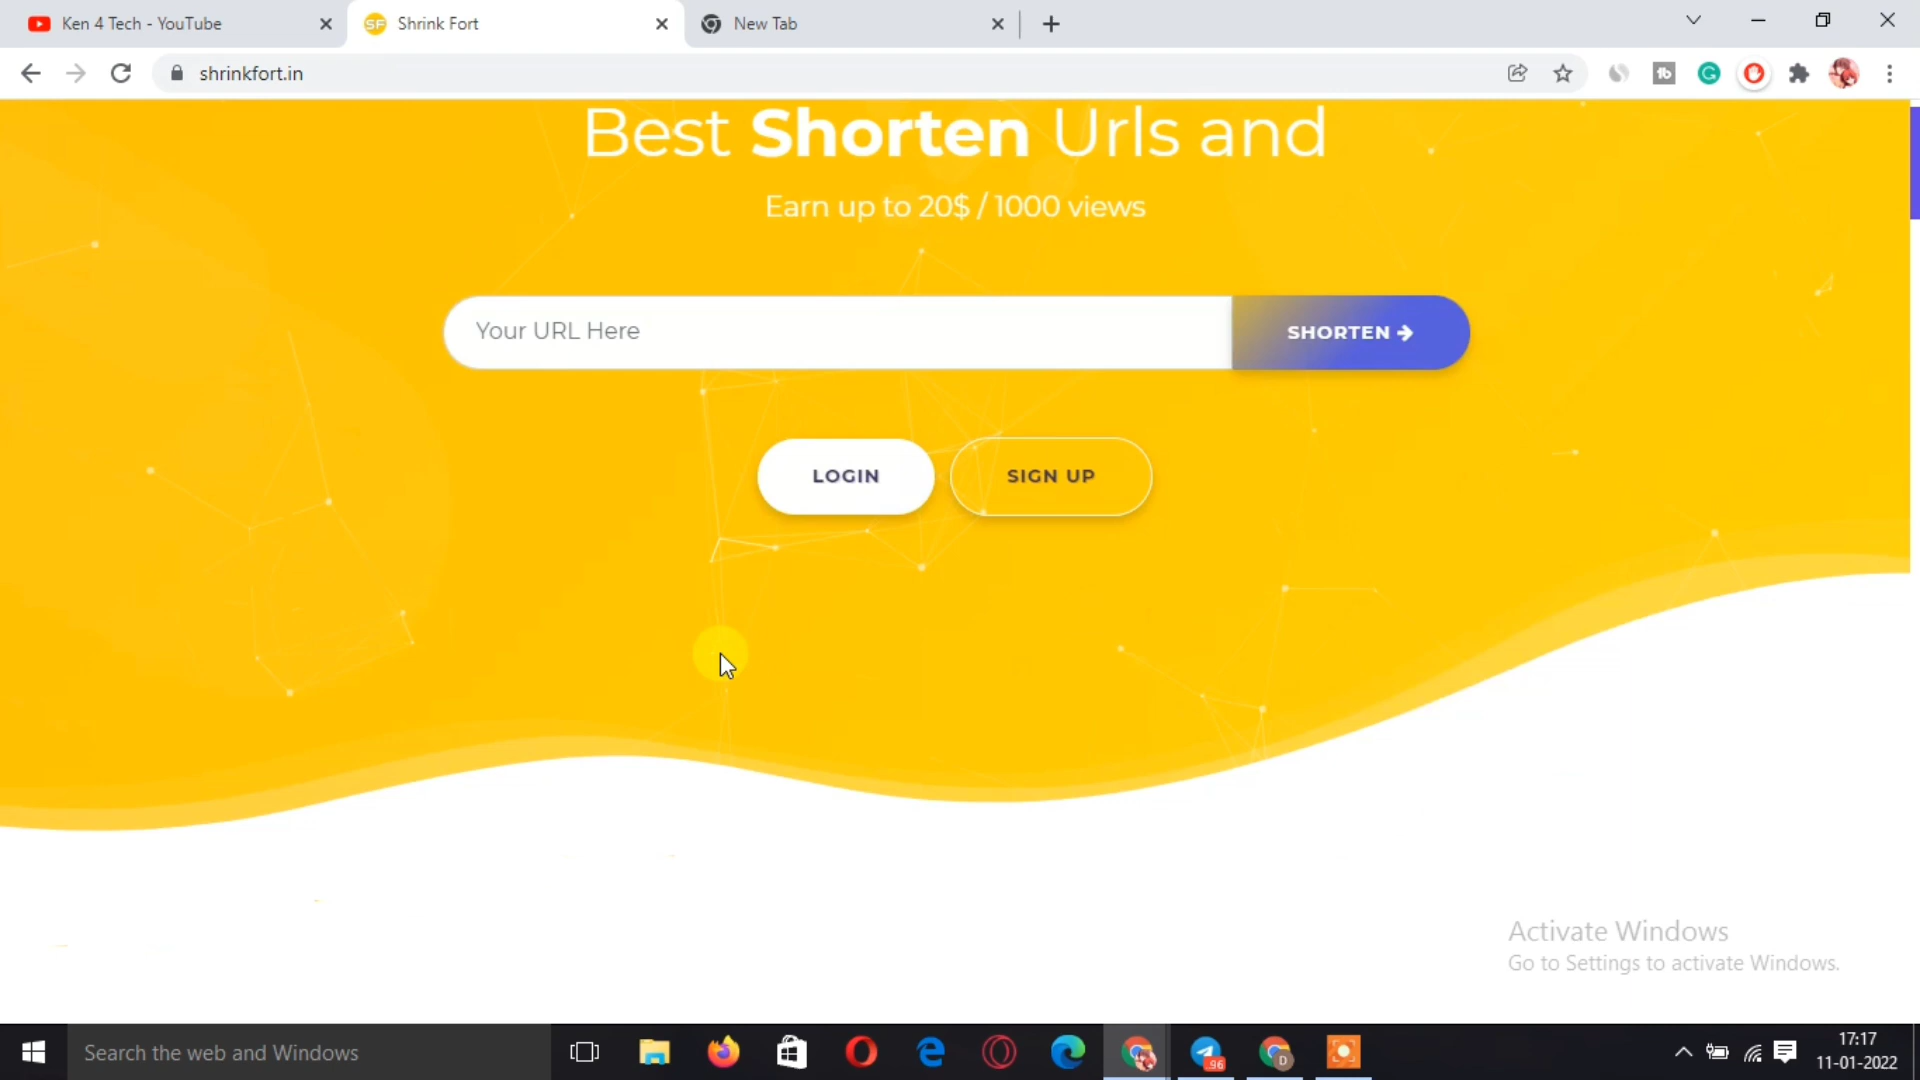 Ken 4 Tech - YouTube
SF
Shrink Fort
New Tab
shrinkfort.in
Best Shorten Urls and
Earn up to 20$ / 1000 views
Your URL Here
SHORTEN
LOGIN
SIGN UP
Activate Windows
Go to Settings to activate Windows.
Search the web and Windows
96
D
17:17
11-01-2022